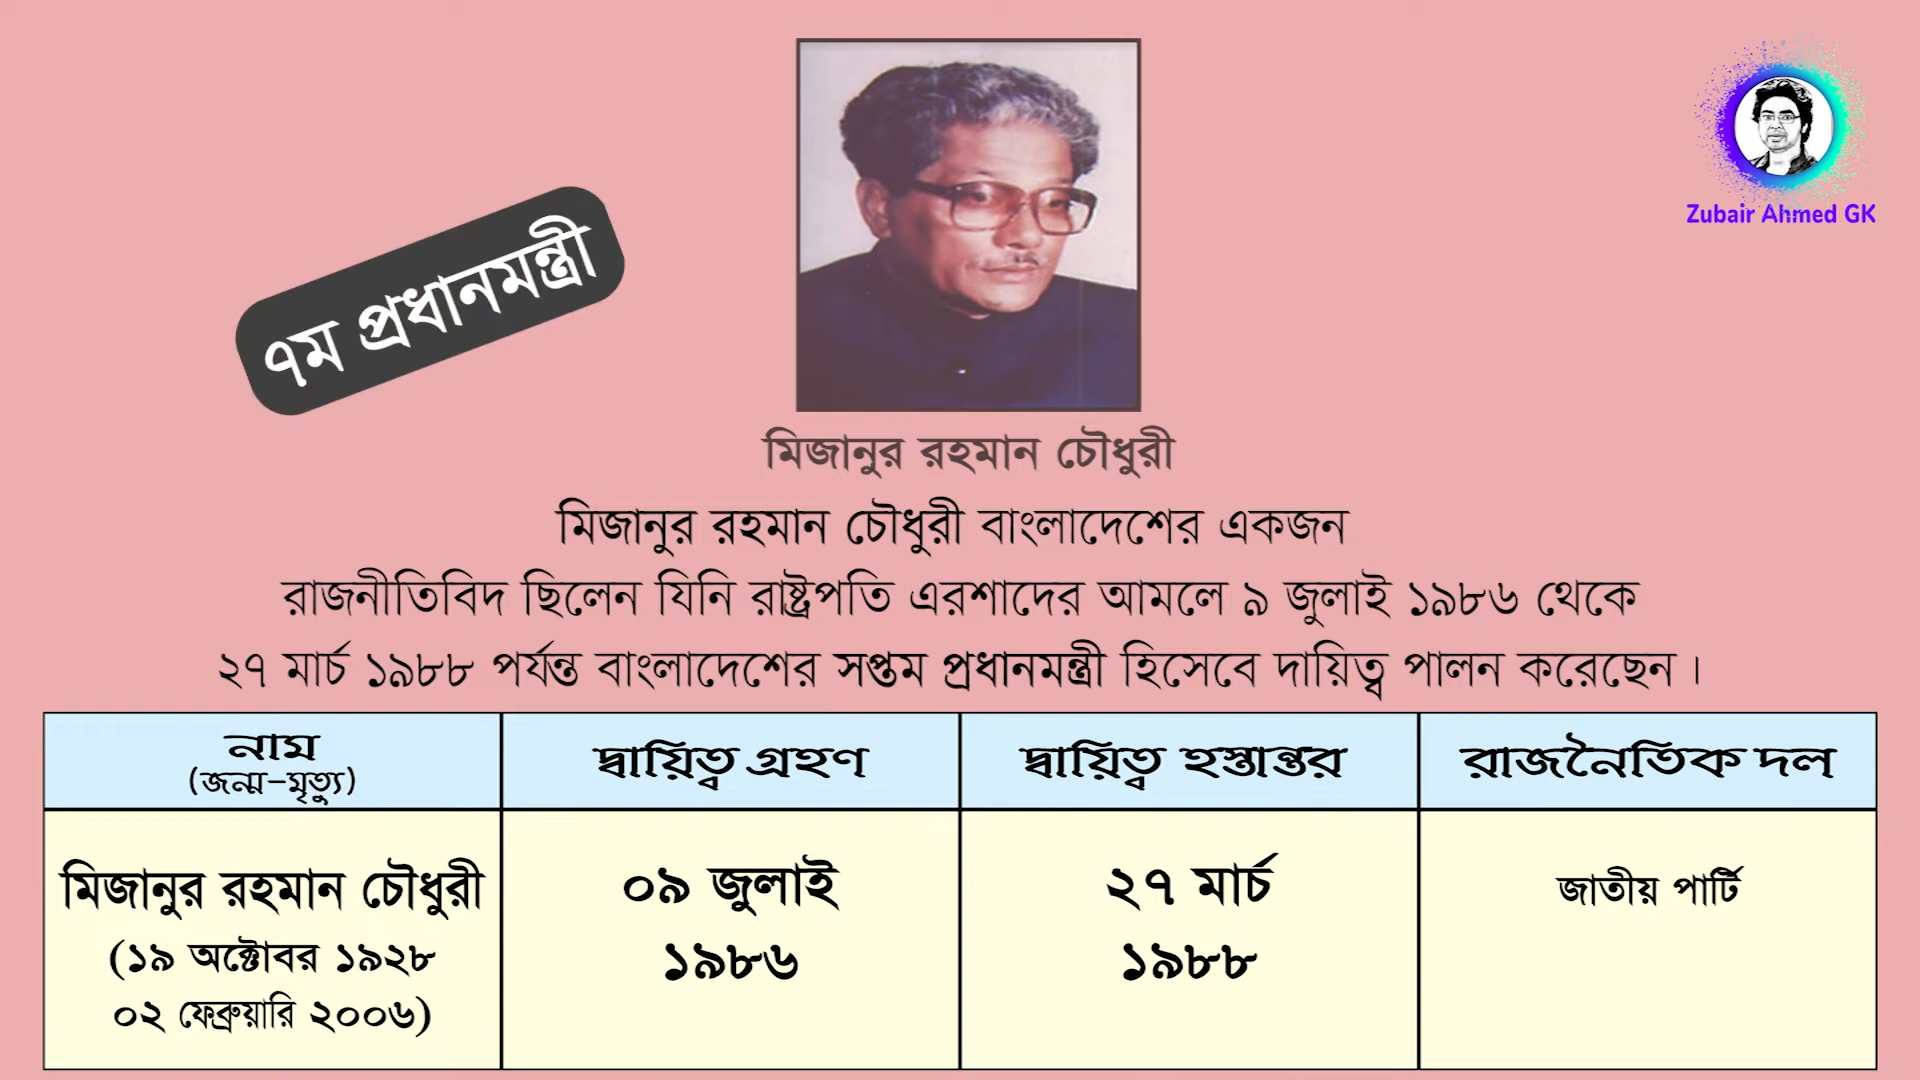 Zubair Ahmed GK
৭ম প্রধানমন্ত্রী
মিজানুর রহমান চৌধুরী
মিজানুর রহমান চৌধুরী বাংলাদেশের একজন
রাজনীতিবিদ ছিলেন যিনি রাষ্ট্রপতি এরশাদের আমলে ৯ জুলাই ১৯৮৬ থেকে
২৭ মার্চ ১৯৮৮ পর্যন্ত বাংলাদেশের সপ্তম প্রধানমন্ত্রী হিসেবে দায়িত্ব পালন করেছেন।
নাম
(জন্ম-মৃত্যু)
দ্বায়িত্ব গ্রহণ
দ্বায়িত্ব হস্তান্তর
রাজনৈতিক দল
মিজানুর রহমান চৌধুরী
(১৯ অক্টোবর ১৯২৮
০২ ফেব্রুয়ারি ২০০৬)
০৯ জুলাই
১৯৮৬
২৭ মার্চ
১৯৮৮
জাতীয় পার্টি